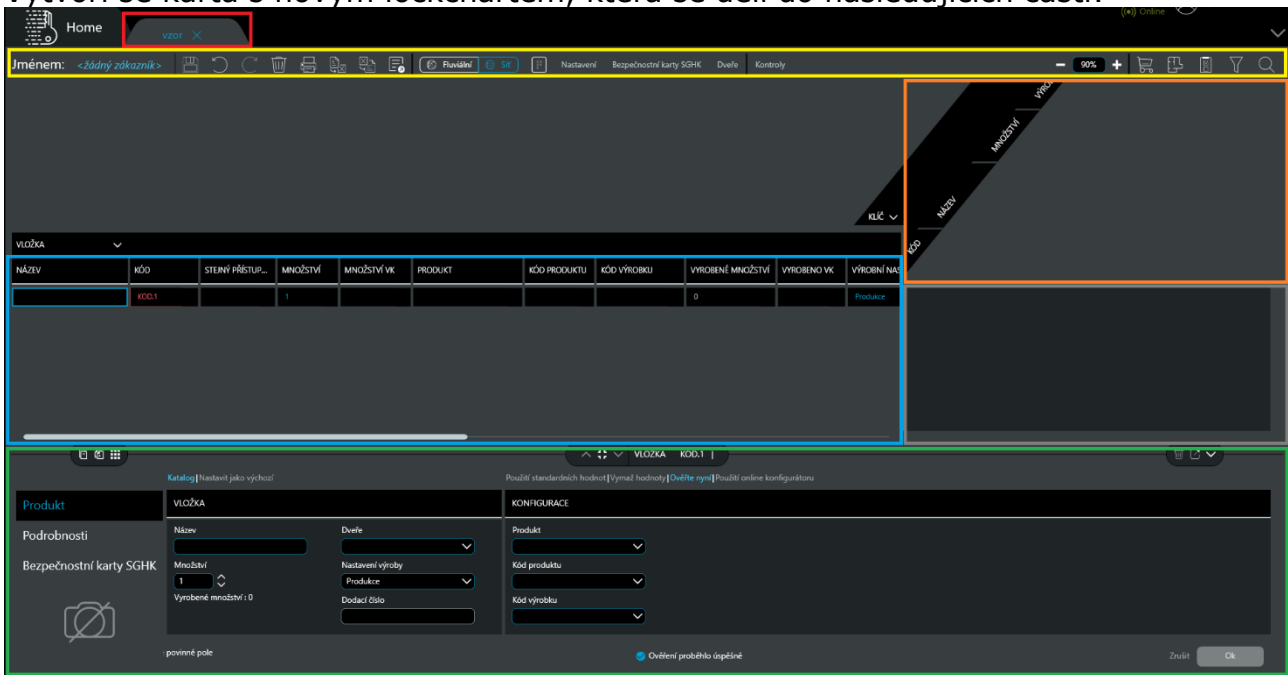 Vytvoří se karta s novým lockchartem, která se dělí do následujících částí:
((•)) Online
Home
vzor
Jménem: <žádný zákazník> Fluviální Síť Nastavení Bezpečnostní karty SGHK Dveře Kontroly 90%
VÝRO
MNOŽSTVÍ
NÁZEV
KÓD
KLÍČ
VLOŽKA
NÁZEV KÓD STEJNÝ PŘÍSTUP... MNOŽSTVÍ MNOŽSTVÍ VK PRODUKT KÓD PRODUKTU KÓD VÝROBKU VYROBENÉ MNOŽSTVÍ VYROBENO VK VÝROBNÍ NAS
KOD.1 1 0 Produkce
VLOŽKA KOD.1 |
Katalog|Nastavit jako výchozí Použití standardních hodnot|Vymaž hodnoty|Ověřte nyní|Použití online konfigurátoru
Produkt
Podrobnosti
Bezpečnostní karty SGHK
VLOŽKA
Název Dveře
Množství Nastavení výroby
1 Produkce
Vyrobené množství : 0 Dodací číslo
KONFIGURACE
Produkt
Kód produktu
Kód výrobku
povinné pole Ověření proběhlo úspěšně Zrušit Ok